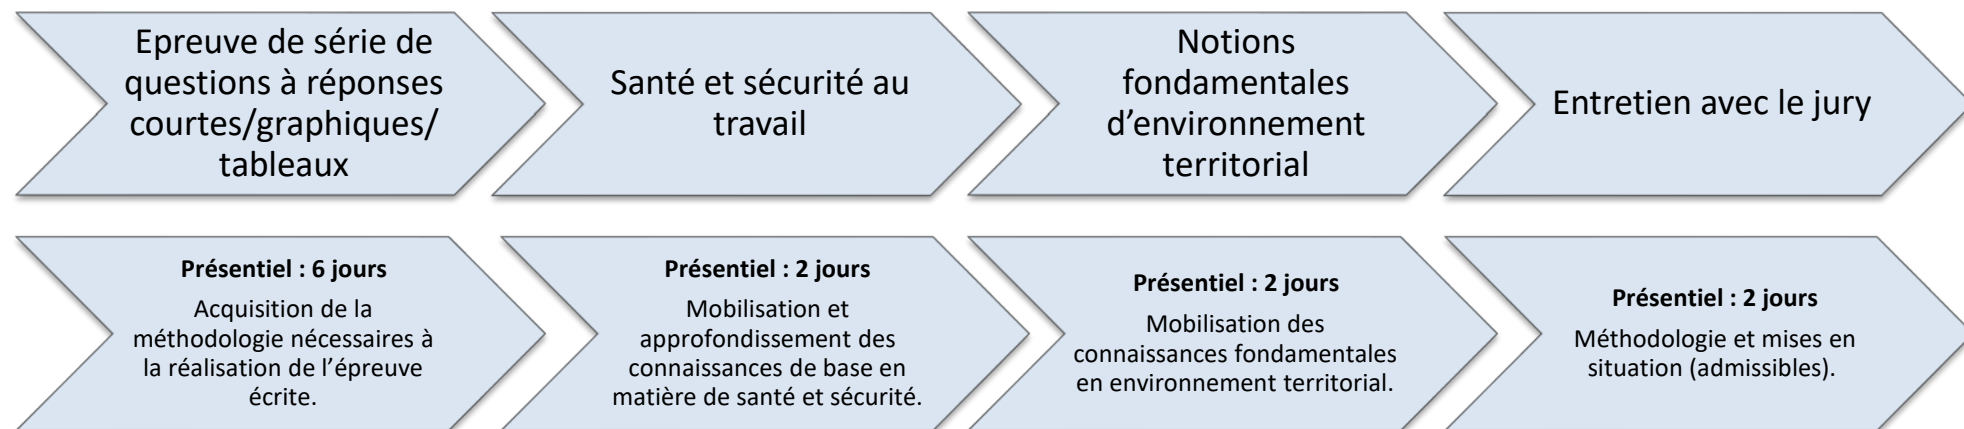 Epreuve de série de
questions à réponses
courtes/graphiques/
tableaux
Santé et sécurité au
travail
Notions
fondamentales
d’environnement
territorial
Entretien avec le jury
Présentiel : 6 jours
Acquisition de la
méthodologie nécessaires à
la réalisation de l’épreuve
écrite.
Présentiel : 2 jours
Mobilisation et
approfondissement des
connaissances de base en
matière de santé et sécurité.
Présentiel : 2 jours
Mobilisation des
connaissances fondamentales
en environnement territorial.
Présentiel : 2 jours
Méthodologie et mises en
situation (admissibles).